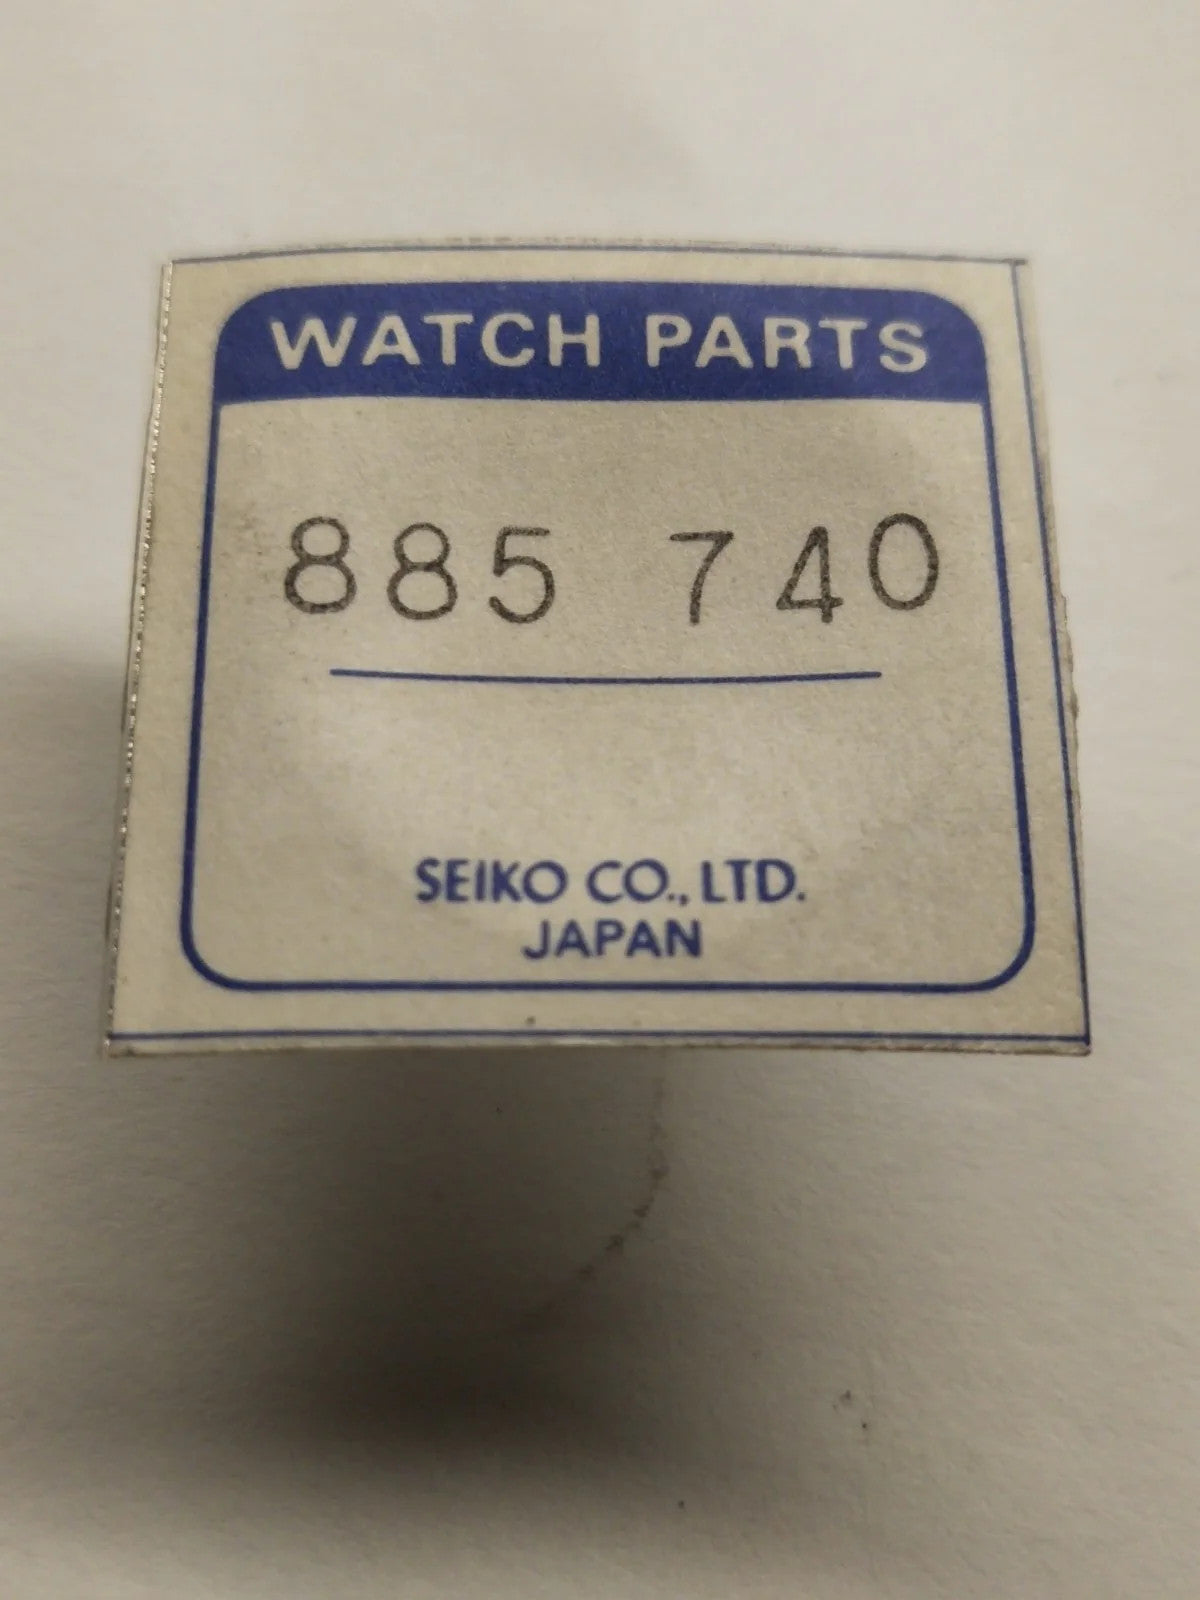 WATCH PARTS
885 740
SEIKO CO., LTD.
JAPAN